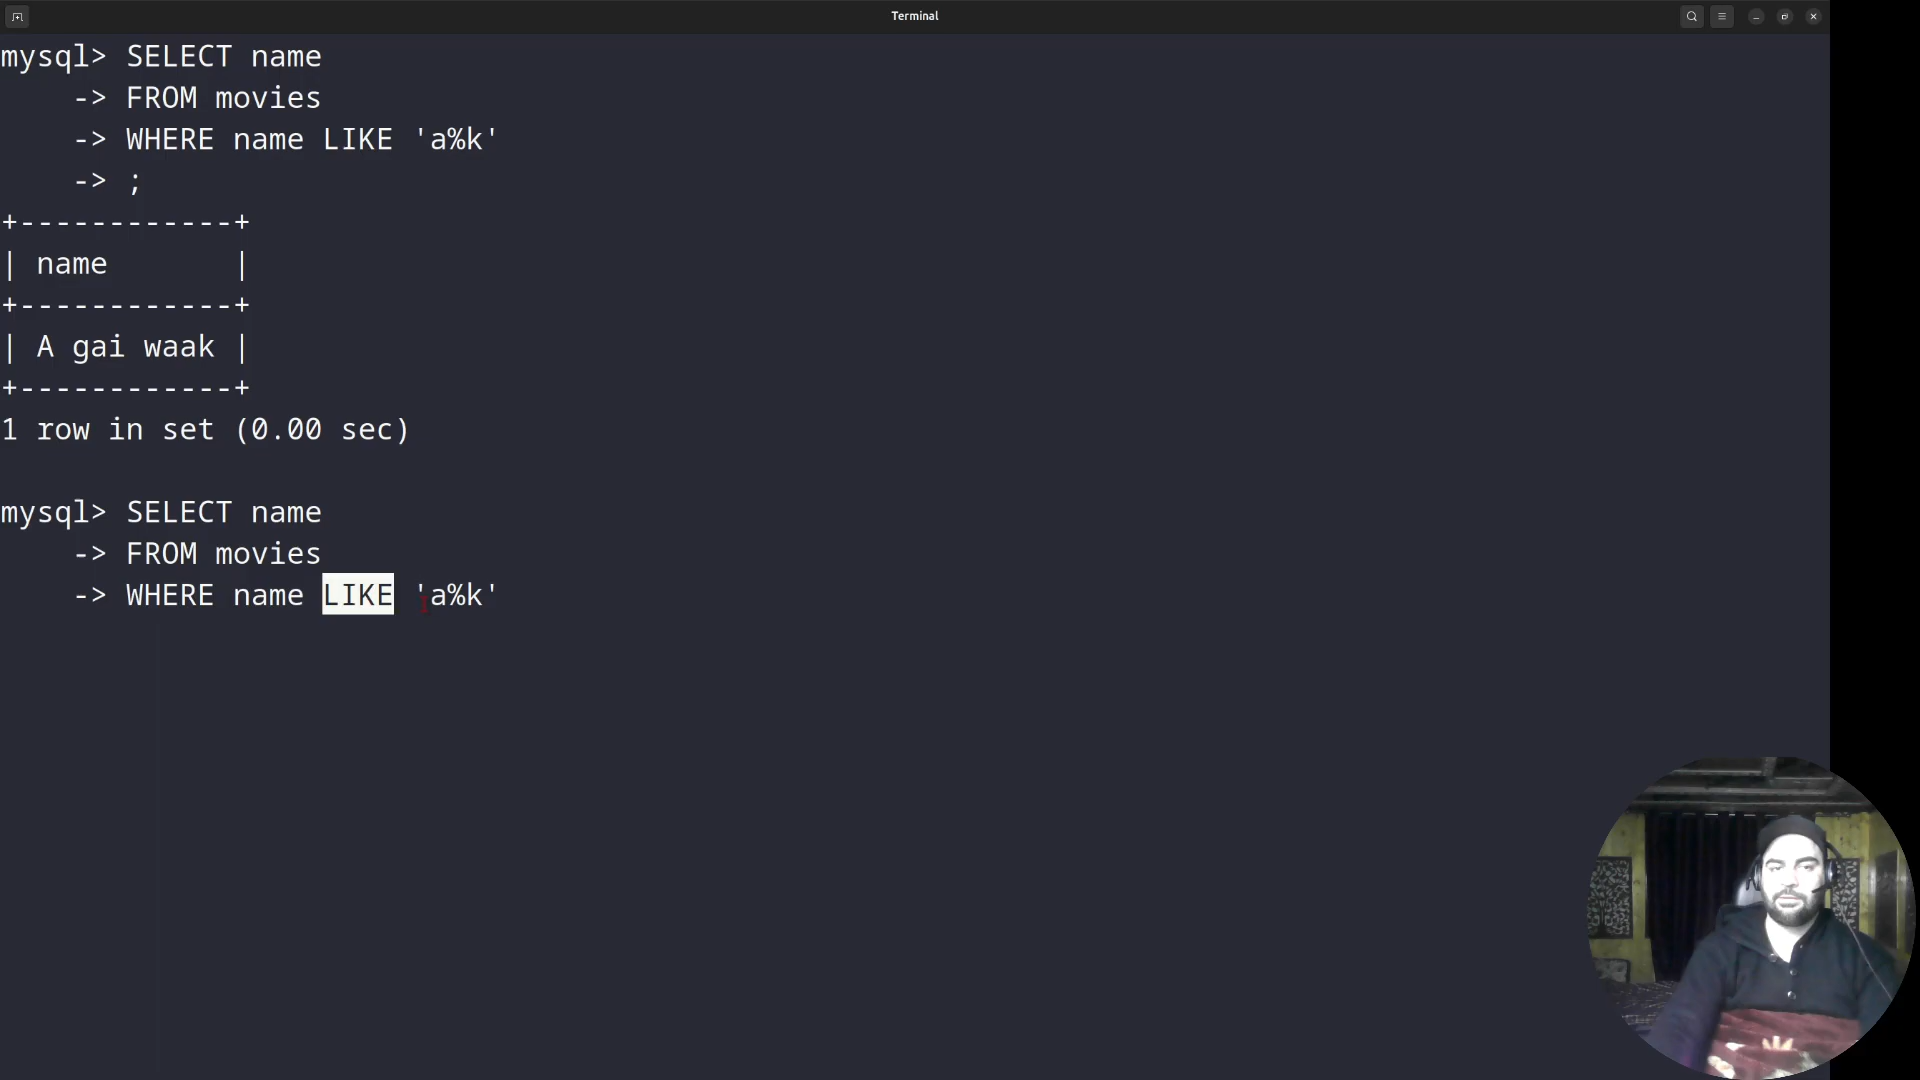 Terminal
mysql> SELECT name
-> FROM movies
-> WHERE name LIKE 'a%k'
-> ;
+------------+
| name       |
+------------+
| A gai waak |
+------------+
1 row in set (0.00 sec)
mysql> SELECT name
-> FROM movies
-> WHERE name LIKE 'a%k'